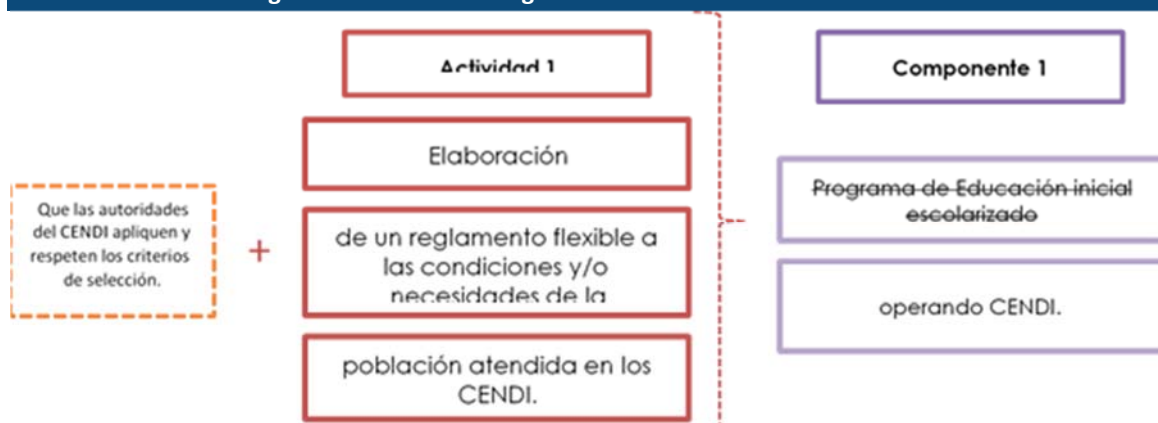 Actividad 1
Componente 1
Elaboración
Programa de Educación inicial
escolarizado
Que las autoridades
del CENDI apliquen y
respeten los criterios
de selección.
+
de un reglamento flexible a
las condiciones y/o
necesidades de la
operando CENDI.
población atendida en los
CENDI.